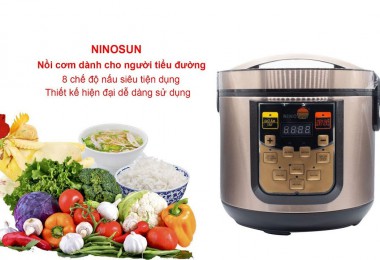 NINOSUN
Nồi cơm dành cho người tiểu đường
8 chế độ nấu siêu tiện dụng
Thiết kế hiện đại dễ dàng sử dụng